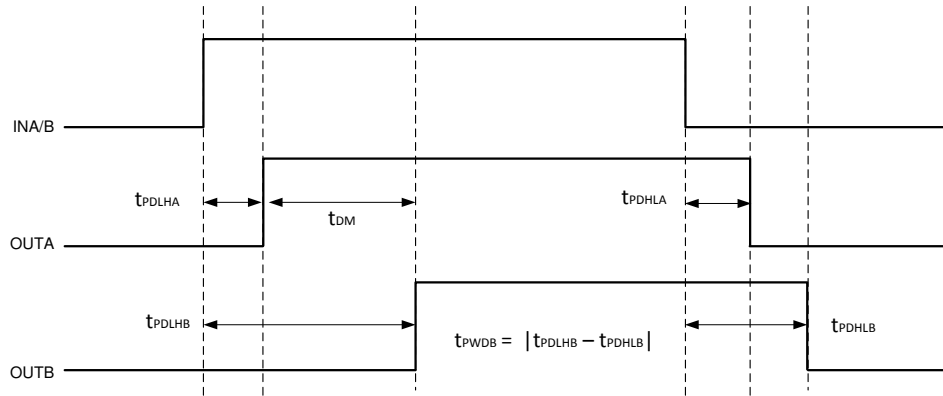 INA/B
tPDLHA
tPDHLA
tDM
OUTA
tPDLHB
tPWDB = |tPDLHB – tPDHLB|
tPDHLB
OUTB